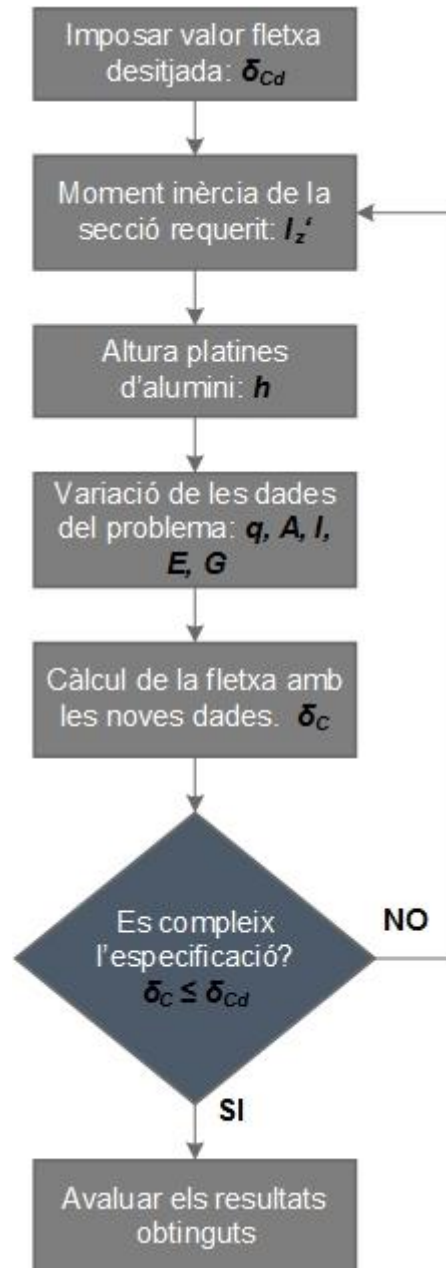 Imposar valor fletxa
desitjada: δCd
Moment inèrcia de la
secció requerit: Iz‘
Altura platines
d'alumini: h
Variació de les dades
del problema: q, A, I,
E, G
Càlcul de la fletxa amb
les noves dades. δC
Es compleix
l'especificació?
δC ≤ δCd
NO
SI
Avaluar els resultats
obtinguts